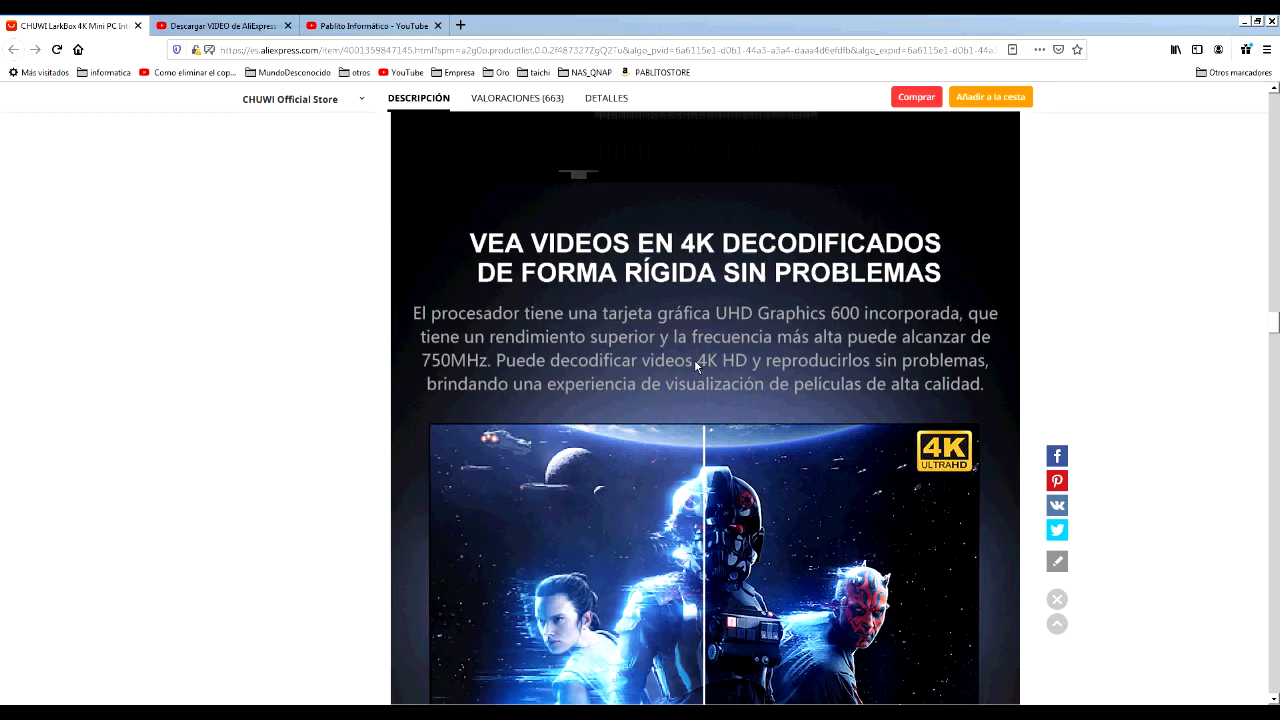 CHUWI LarkBox 4K Mini PC Int
Descargar VIDEO de AliExpress
Pablito Informático - YouTube
https://es.aliexpress.com/item/4001359847145.html?spm=a2g0o.productlist.0.0.2f487327ZgQ2Tu&algo_pvid=6a6115e1-d0b1-44a3-a3a4-daaa4d6efdfb&algo_expid=6a6115e1-d0b1-44a3-a
Más visitados
informatica
Como eliminar el cop...
MundoDesconocido
otros
YouTube
Empresa
Oro
taichi
NAS_QNAP
PABLITOSTORE
Otros marcadores
CHUWI Official Store
DESCRIPCIÓN
VALORACIONES (663)
DETALLES
Comprar
Añadir a la cesta
VEA VIDEOS EN 4K DECODIFICADOS
DE FORMA RÍGIDA SIN PROBLEMAS
El procesador tiene una tarjeta gráfica UHD Graphics 600 incorporada, que
tiene un rendimiento superior y la frecuencia más alta puede alcanzar de
750MHz. Puede decodificar videos 4K HD y reproducirlos sin problemas,
brindando una experiencia de visualización de películas de alta calidad.
4K
ULTRAHD